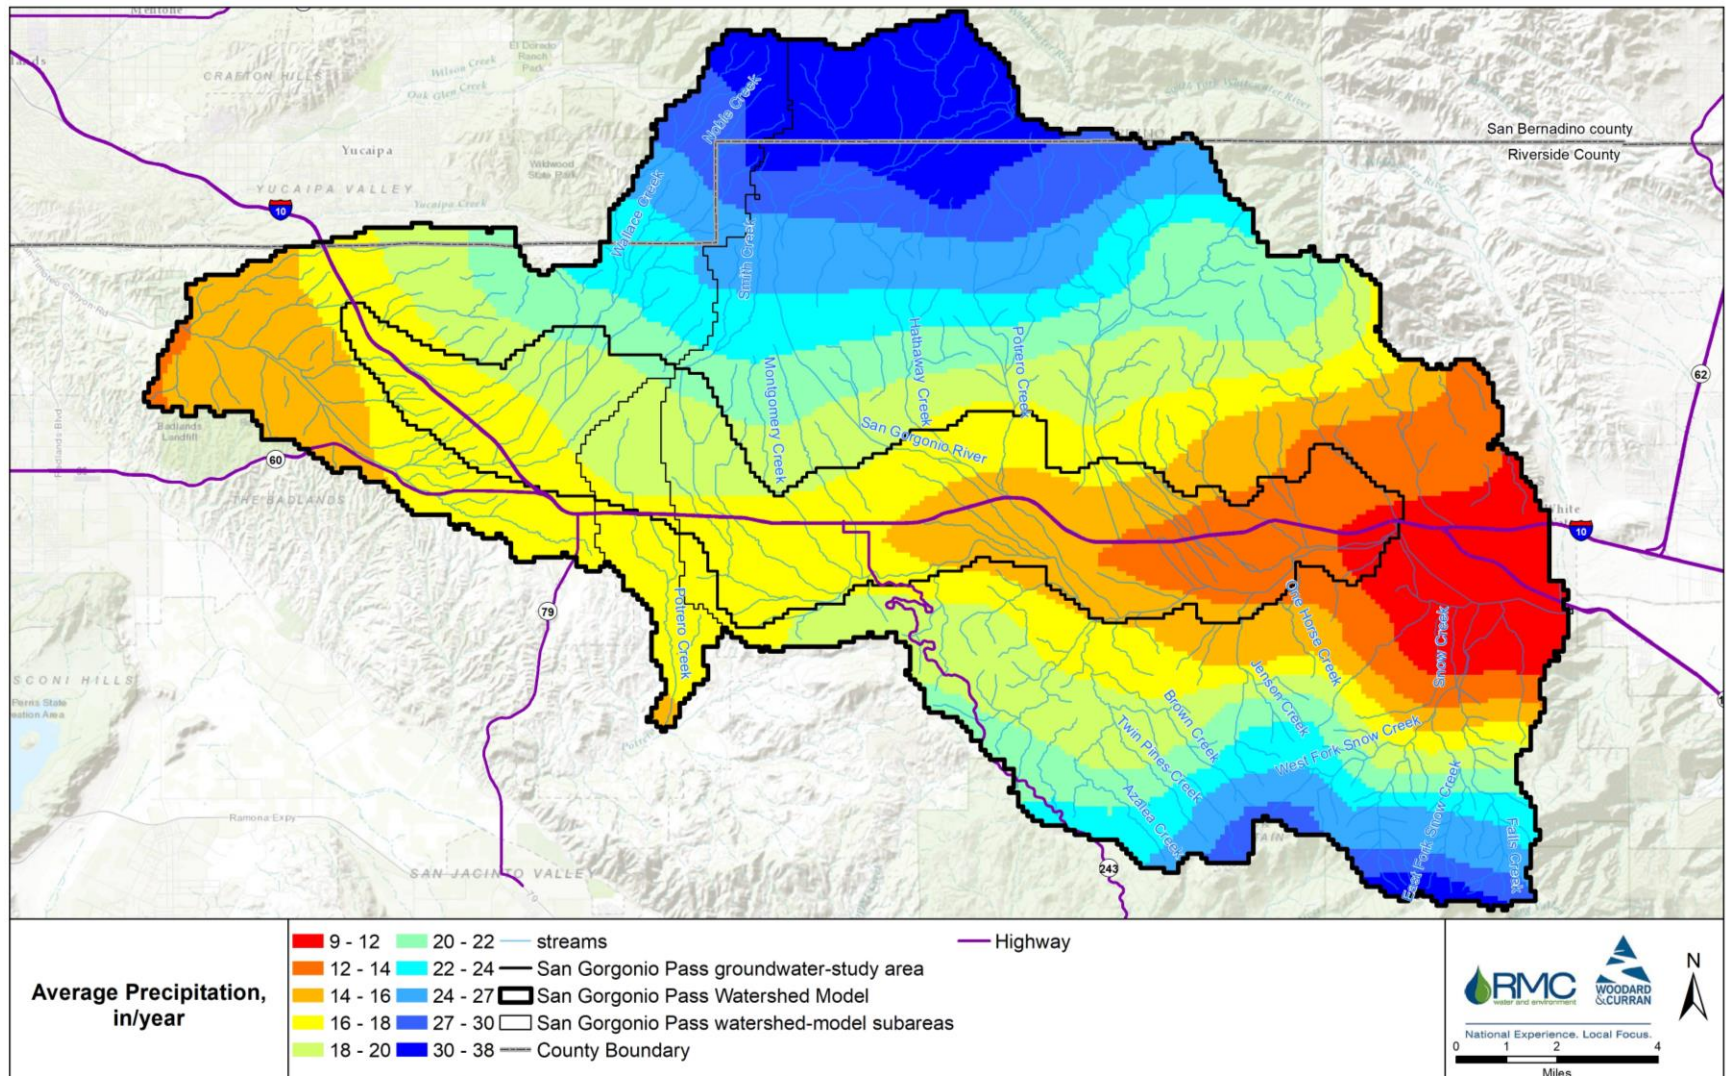 Mentone
CRAFTON HILLS
El Dorado
Ranch
Park
Wilson Creek
Oak Glen Creek
Yucaipa
Wildwood
State Park
YUCAIPA VALLEY
Yucaipa Creek
10
Noble Creek
Wallace Creek
Smith Creek
San Bernadino county
Riverside County
62
Hathaway Creek
Potrero Creek
Montgomery Creek
San Gorgonio River
Badlands
Landfill
60
THE BADLANDS
White
10
79
Potrero Creek
One Horse Creek
Snow Creek
Jenson Creek
Brown Creek
Twin Pines Creek
West Fork Snow Creek
Azalea Creek
East Fork Snow Creek
Falls Creek
243
Perris State
Ramona Expy
SAN JACINTO VALLEY
Average Precipitation,
in/year
9 - 12
12 - 14
14 - 16
16 - 18
18 - 20
20 - 22
22 - 24
24 - 27
27 - 30
30 - 38
streams
San Gorgonio Pass groundwater-study area
San Gorgonio Pass Watershed Model
San Gorgonio Pass watershed-model subareas
County Boundary
Highway
RMC
water and environment
WOODARD
&CURRAN
National Experience. Local Focus.
N
0 1 2 4
Miles